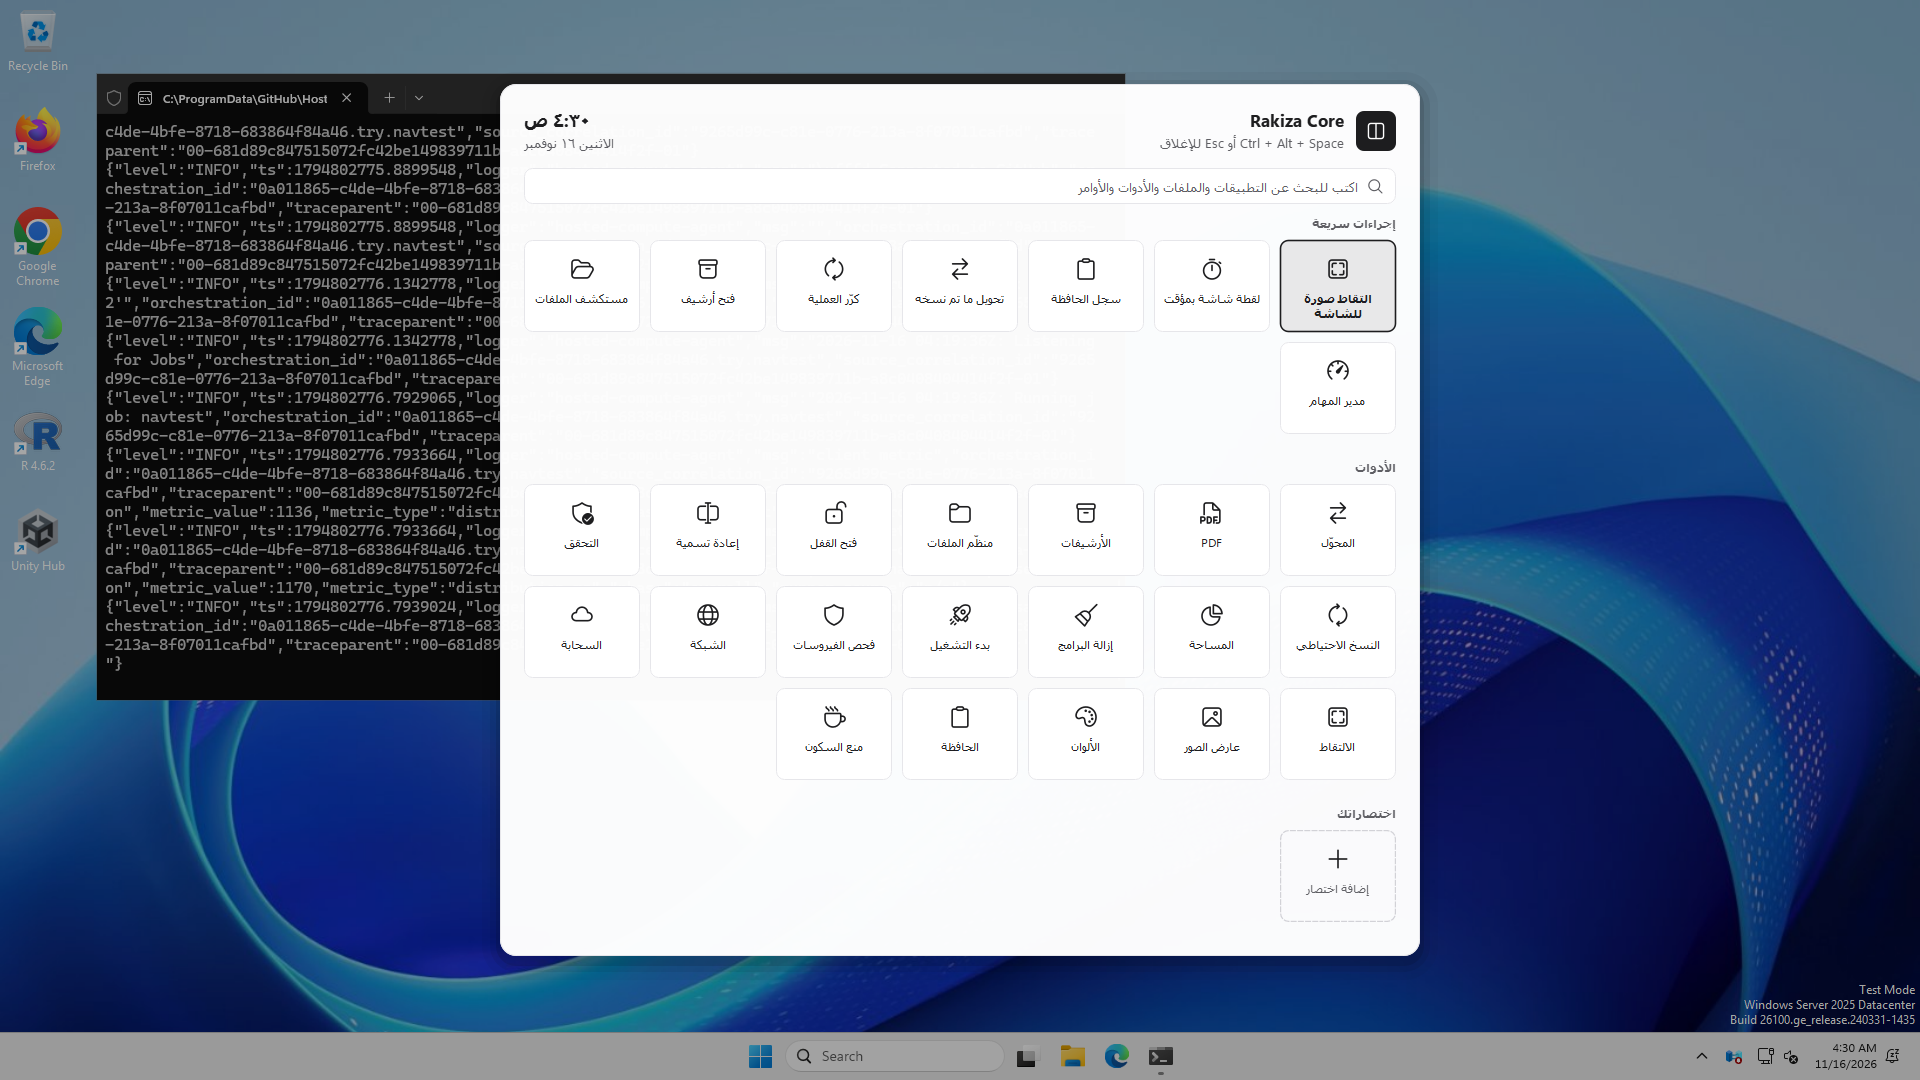 Recycle Bin
Firefox
Google
Chrome
Microsoft
Edge
R 4.6.2
Unity Hub
C:\ProgramData\GitHub\Host
c4de-4bfe-8718-683864f84a46.try.navtest","so
parent":"00-681d89c847515072fc42be149839711b
{"level":"INFO","ts":1794802775.8899548,"log
chestration_id":"0a011865-c4de-4bfe-8718-683
-213a-8f07011cafbd","traceparent":"00-681d89
{"level":"INFO","ts":1794802775.8899548,"log
c4de-4bfe-8718-683864f84a46.try.navtest","so
parent":"00-681d89c847515072fc42be149839711b
{"level":"INFO","ts":1794802776.1342778,"log
2'","orchestration_id":"0a011865-c4de-4bfe-8
1e-0776-213a-8f07011cafbd","traceparent":"00
{"level":"INFO","ts":1794802776.1342778,"log
for Jobs","orchestration_id":"0a011865-c4de
d99c-c81e-0776-213a-8f07011cafbd","traceparen
{"level":"INFO","ts":1794802776.7929065,"log
ob: navtest","orchestration_id":"0a011865-c4
65d99c-c81e-0776-213a-8f07011cafbd","tracepa
{"level":"INFO","ts":1794802776.7933664,"log
d":"0a011865-c4de-4bfe-8718-683864f84a46.try
cafbd","traceparent":"00-681d89c847515072fc4
on","metric_value":1136,"metric_type":"distr
{"level":"INFO","ts":1794802776.7933664,"log
d":"0a011865-c4de-4bfe-8718-683864f84a46.try
cafbd","traceparent":"00-681d89c847515072fc4
on","metric_value":1170,"metric_type":"distr
{"level":"INFO","ts":1794802776.7939024,"log
chestration_id":"0a011865-c4de-4bfe-8718-683
-213a-8f07011cafbd","traceparent":"00-681d89
"}
Rakiza Core
Ctrl + Alt + Space أو Esc للإغلاق
٤:٣٠ ص
الاثنين ١٦ نوفمبر
اكتب للبحث عن التطبيقات والملفات والأدوات والأوامر
إجراءات سريعة
التقاط صورة
للشاشة
لقطة شاشة بمؤقت
سجل الحافظة
تحويل ما تم نسخه
كرّر العملية
فتح أرشيف
مستكشف الملفات
مدير المهام
الأدوات
المحوّل
PDF
الأرشيفات
منظّم الملفات
فتح القفل
إعادة تسمية
التحقق
النسخ الاحتياطي
المساحة
إزالة البرامج
بدء التشغيل
فحص الفيروسات
الشبكة
السحابة
الالتقاط
عارض الصور
الألوان
الحافظة
منع السكون
اختصاراتك
إضافة اختصار
Test Mode
Windows Server 2025 Datacenter
Build 26100.ge_release.240331-1435
Search
4:30 AM
11/16/2026